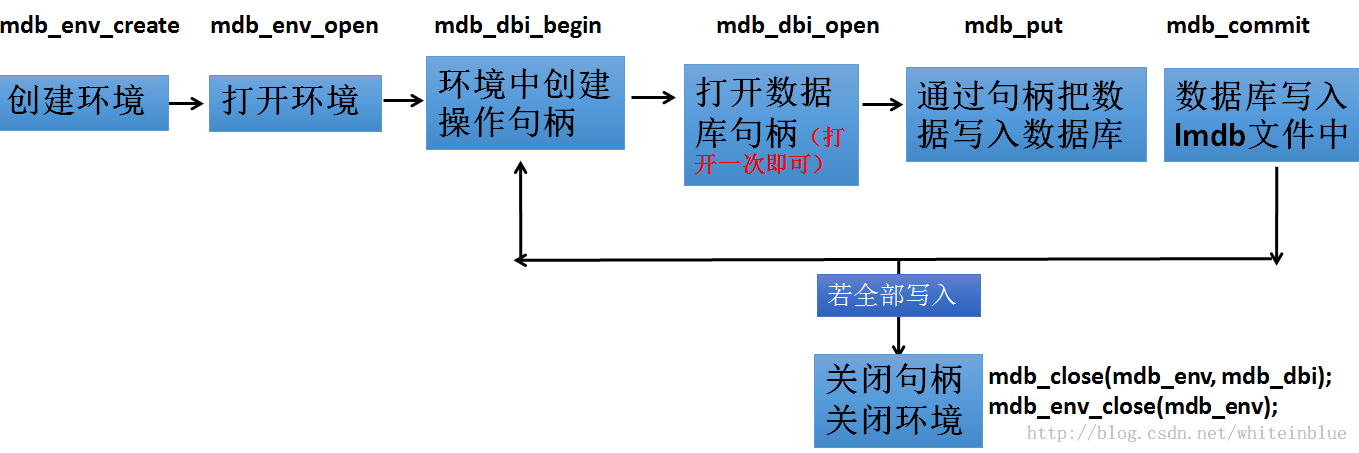 mdb_env_create
mdb_env_open
mdb_dbi_begin
mdb_dbi_open
mdb_put
mdb_commit
创建环境
打开环境
环境中创建
操作句柄
打开数据
库句柄（打
开一次即可）
通过句柄把数
据写入数据库
数据库写入
lmdb文件中
若全部写入
关闭句柄
关闭环境
mdb_close(mdb_env, mdb_dbi);
mdb_env_close(mdb_env);
http://blog.csdn.net/whiteinblue